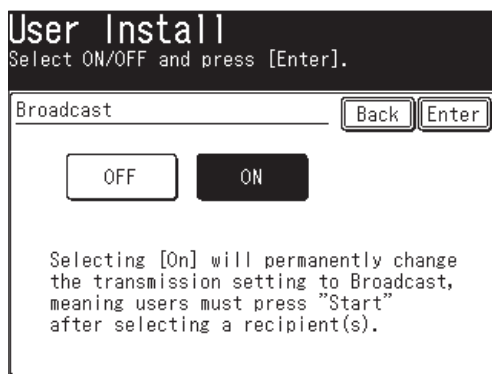 User Install
Select ON/OFF and press [Enter].
Broadcast
Back Enter
OFF ON
Selecting [On] will permanently change
the transmission setting to Broadcast,
meaning users must press "Start"
after selecting a recipient(s).